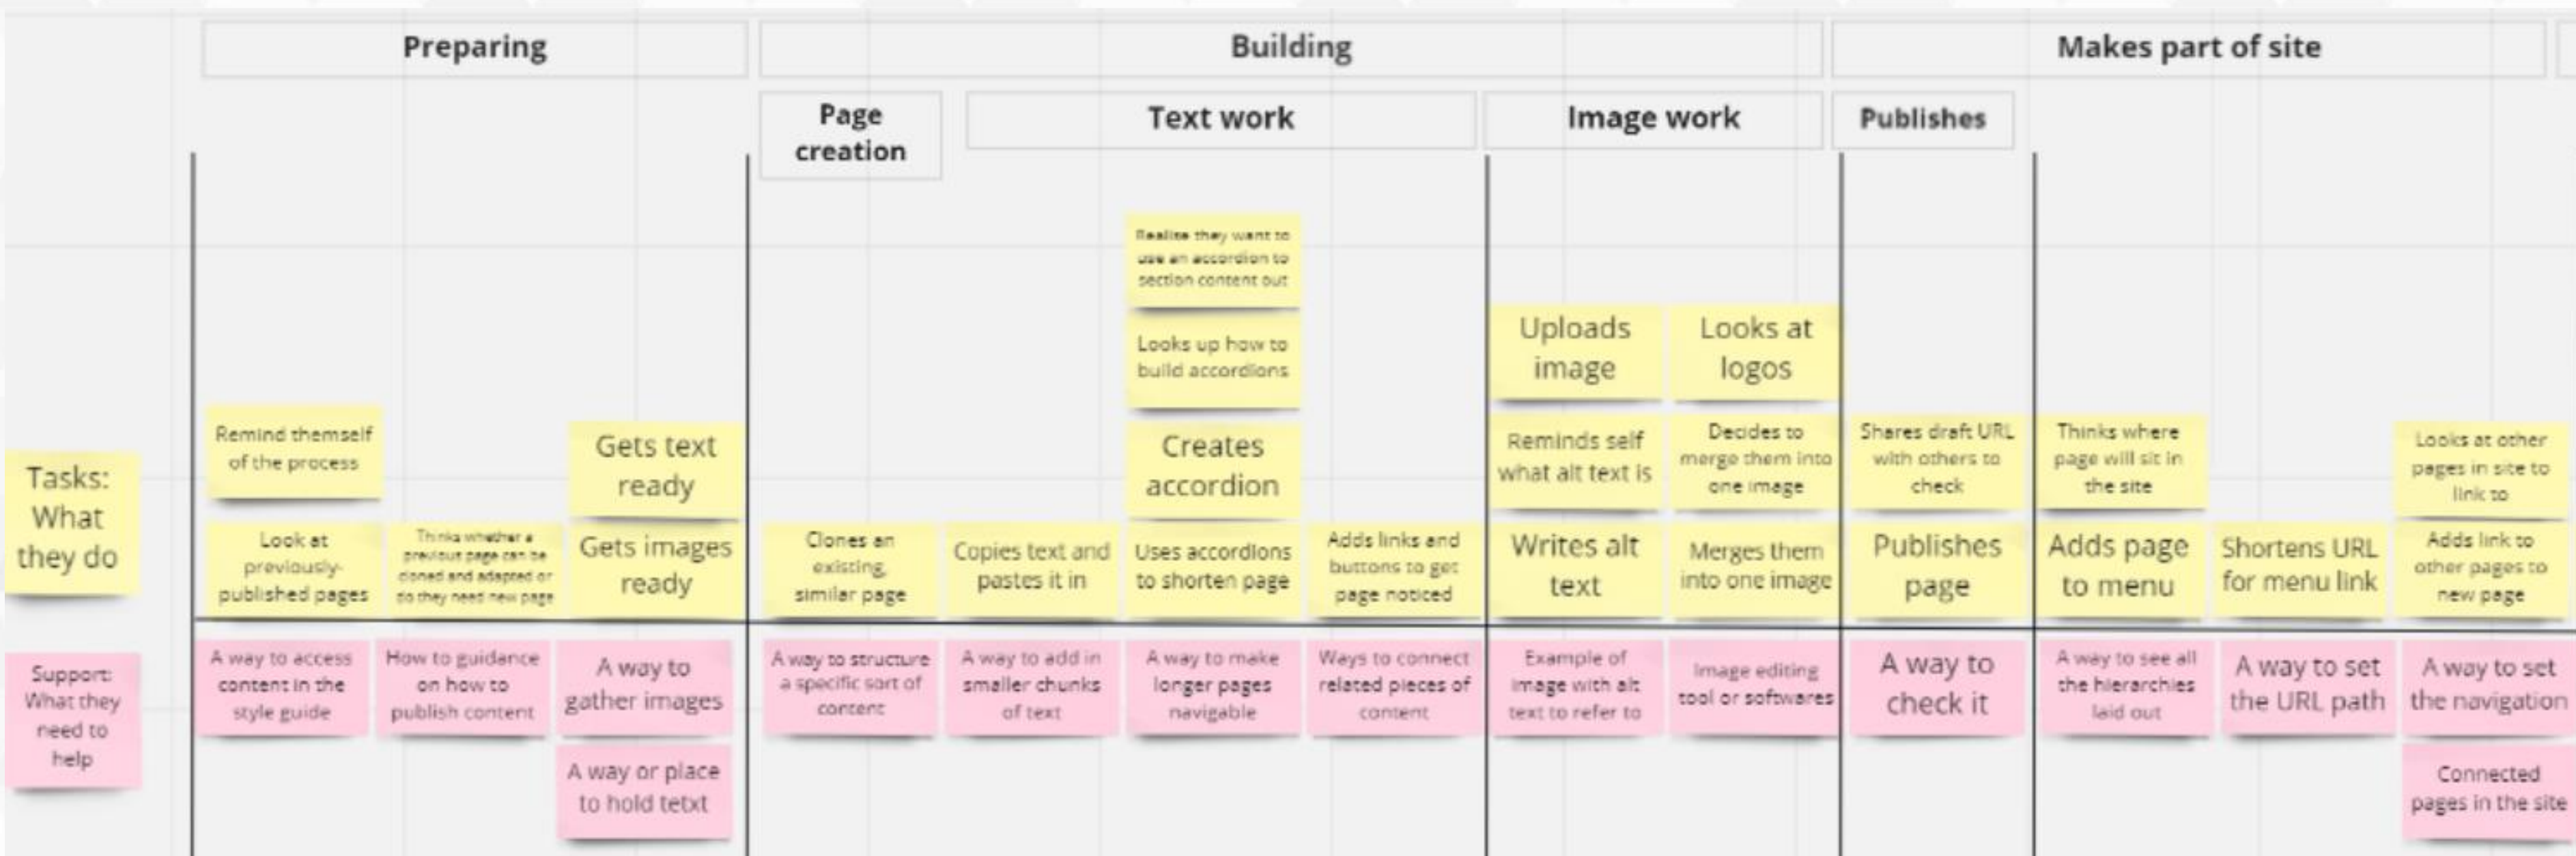 Preparing
Building
Makes part of site
Page
creation
Text work
Image work
Publishes
Tasks:
What
they do
Remind themself
of the process
Look at
previously-
published pages
Thinks whether a
previous page can be
cloned and adapted or
do they need new page
Gets text
ready
Gets images
ready
Clones an
existing,
similar page
Copies text and
pastes it in
Realise they want to
use an accordion to
section content out
Looks up how to
build accordions
Creates
accordion
Uses accordions
to shorten page
Adds links and
buttons to get
page noticed
Uploads
image
Reminds self
what alt text is
Writes alt
text
Looks at
logos
Decides to
merge them into
one image
Merges them
into one image
Shares draft URL
with others to
check
Publishes
page
Thinks where
page will sit in
the site
Adds page
to menu
Shortens URL
for menu link
Looks at other
pages in site to
link to
Adds link to
other pages to
new page
Support:
What they
need to
help
A way to access
content in the
style guide
How to guidance
on how to
publish content
A way to
gather images
A way or place
to hold tetxt
A way to structure
a specific sort of
content
A way to add in
smaller chunks
of text
A way to make
longer pages
navigable
Ways to connect
related pieces of
content
Example of
image with alt
text to refer to
Image editing
tool or softwares
A way to
check it
A way to see all
the hierarchies
laid out
A way to set
the URL path
A way to set
the navigation
Connected
pages in the site